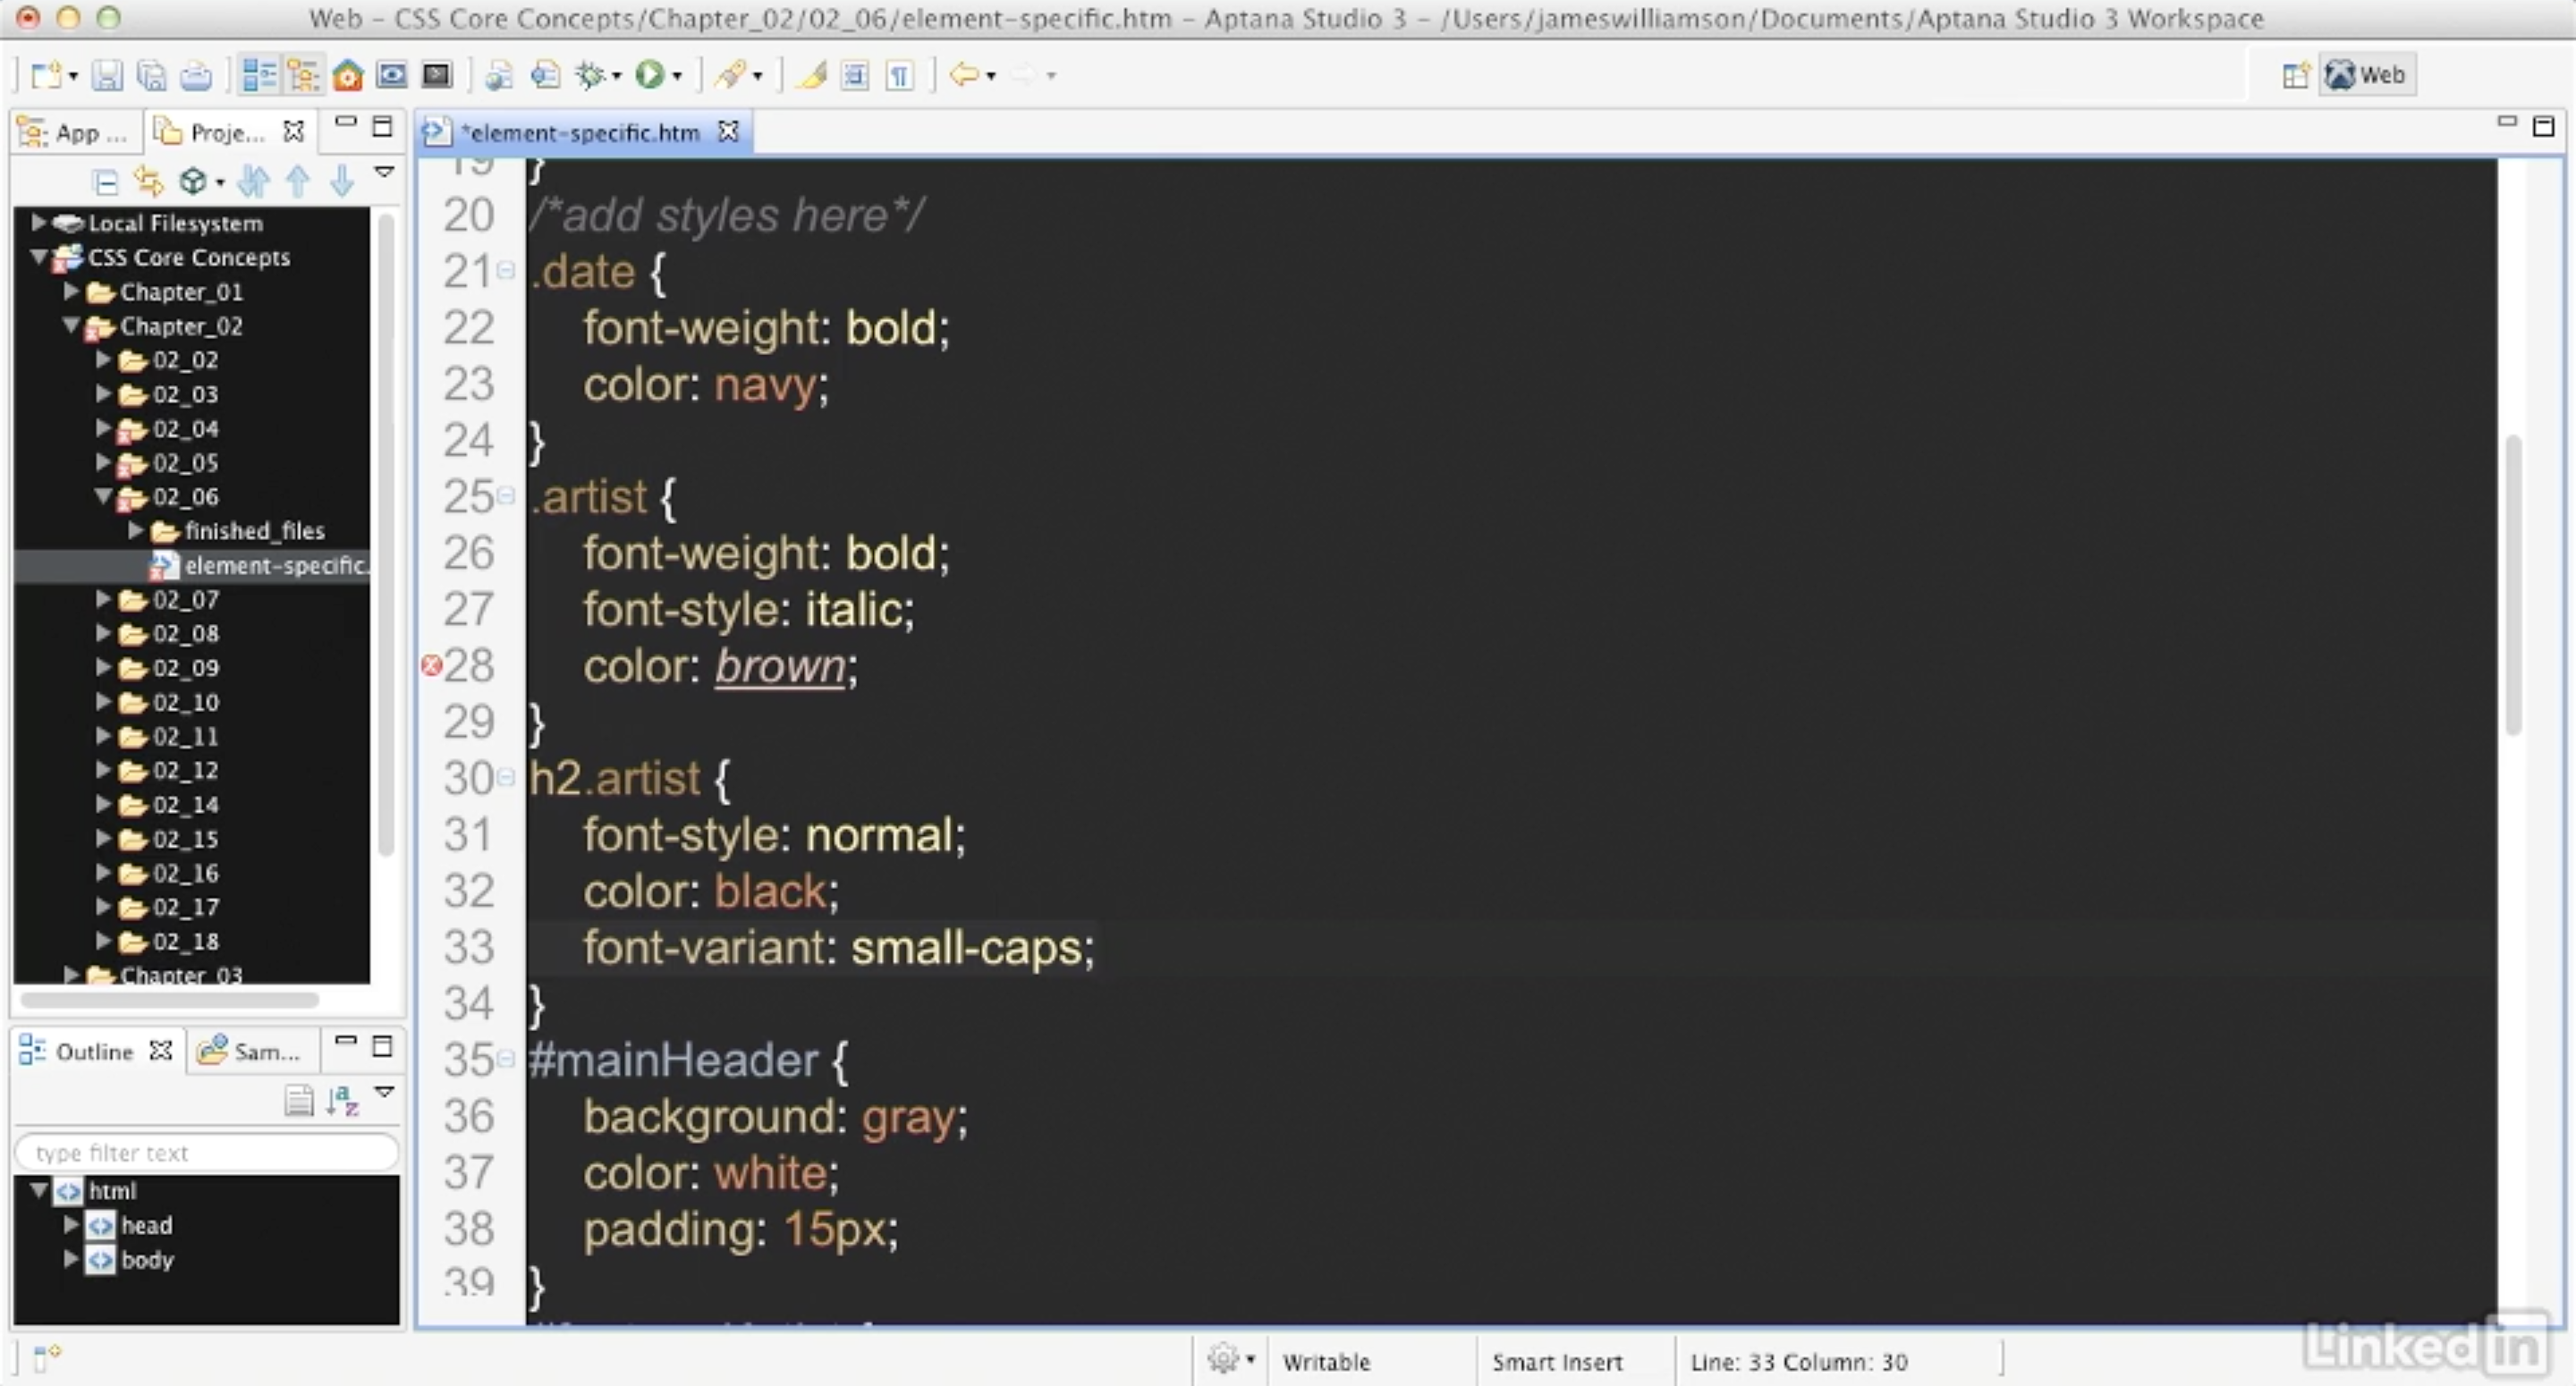 Web – CSS Core Concepts/Chapter_02/02_06/element-specific.htm – Aptana Studio 3 – /Users/jameswilliamson/Documents/Aptana Studio 3 Workspace
Web
App ...
Proje...
*element-specific.htm
Local Filesystem
CSS Core Concepts
Chapter_01
Chapter_02
02_02
02_03
02_04
02_05
02_06
finished_files
element-specific.
02_07
02_08
02_09
02_10
02_11
02_12
02_14
02_15
02_16
02_17
02_18
Chapter_03
Outline
Sam...
type filter text
html
head
body
19 }
20 /*add styles here*/
21 .date {
22 font-weight: bold;
23 color: navy;
24 }
25 .artist {
26 font-weight: bold;
27 font-style: italic;
28 color: brown;
29 }
30 h2.artist {
31 font-style: normal;
32 color: black;
33 font-variant: small-caps;
34 }
35 #mainHeader {
36 background: gray;
37 color: white;
38 padding: 15px;
39 }
Writable
Smart Insert
Line: 33 Column: 30
Linked in